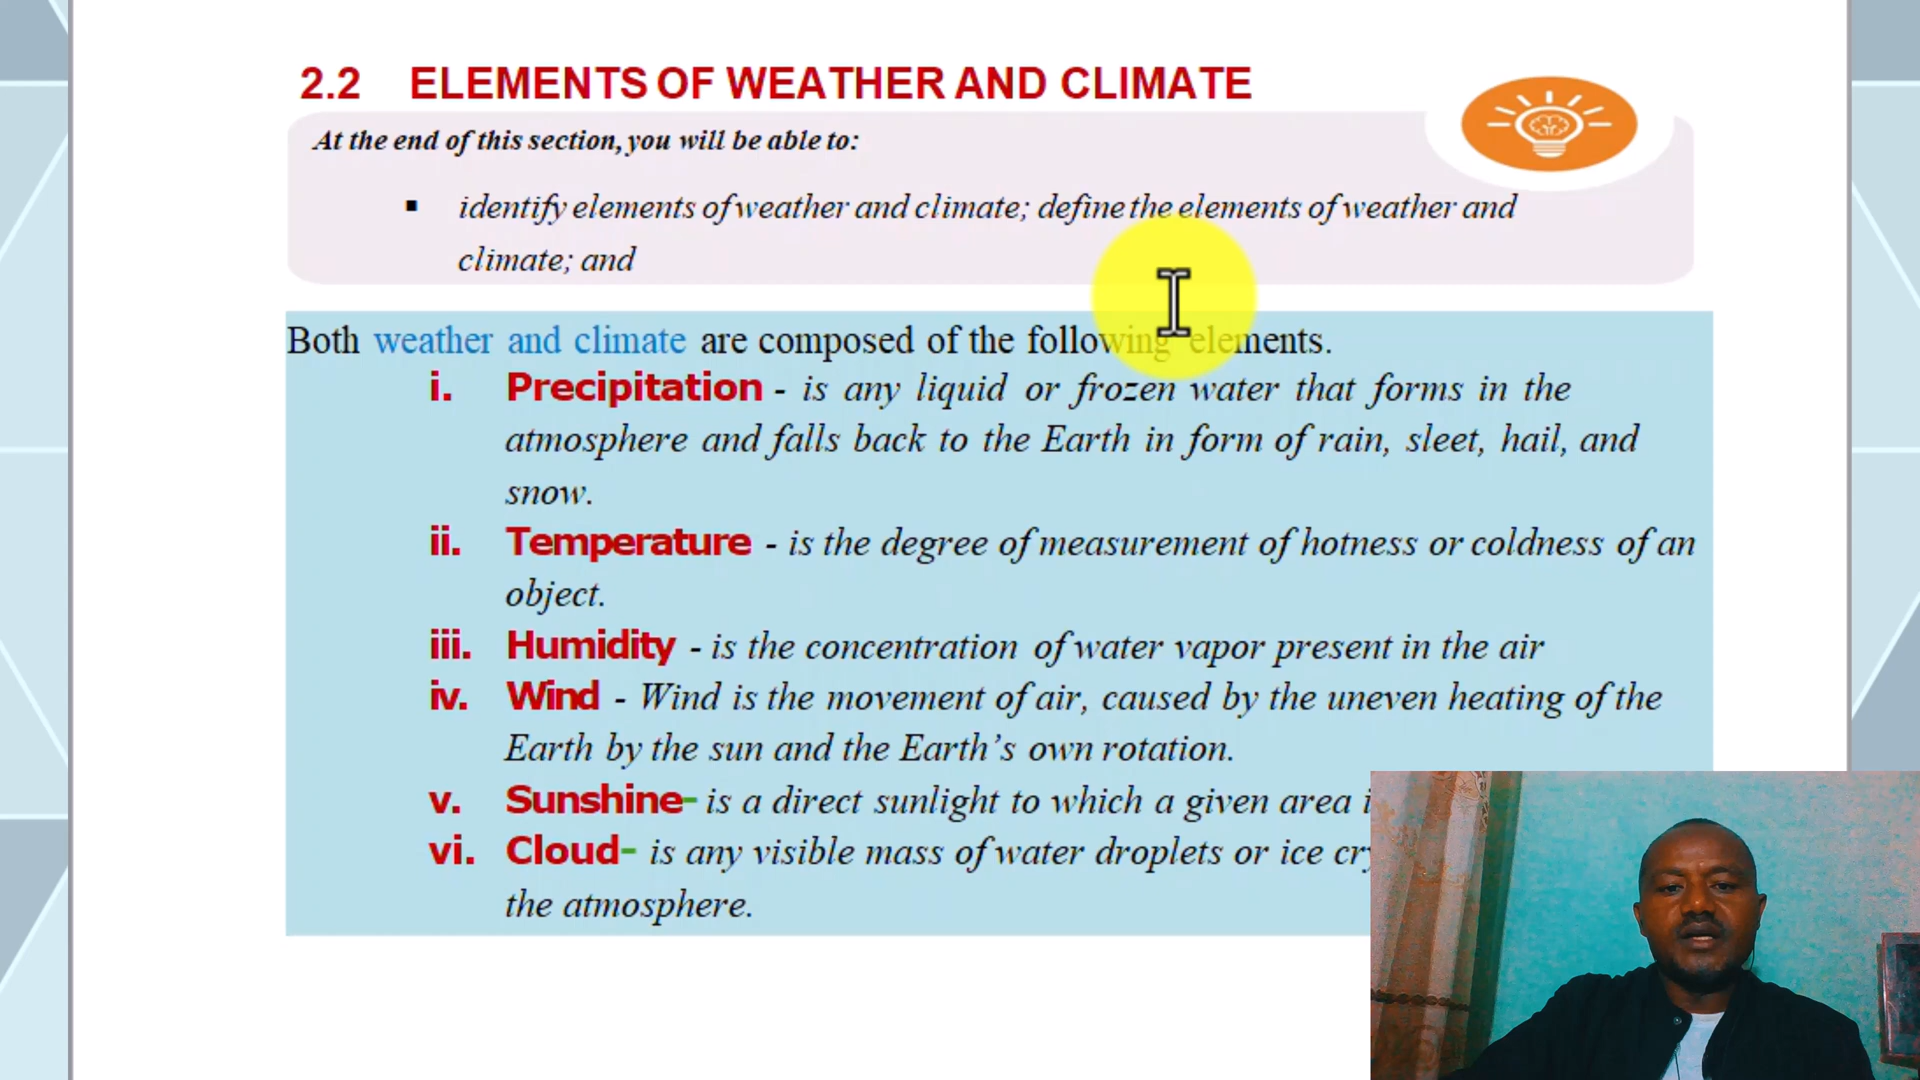 2.2 ELEMENTS OF WEATHER AND CLIMATE
At the end of this section, you will be able to:
▪ identify elements of weather and climate; define the elements of weather and
climate; and
Both weather and climate are composed of the following elements.
i. Precipitation - is any liquid or frozen water that forms in the
atmosphere and falls back to the Earth in form of rain, sleet, hail, and
snow.
ii. Temperature - is the degree of measurement of hotness or coldness of an
object.
iii. Humidity - is the concentration of water vapor present in the air
iv. Wind - Wind is the movement of air, caused by the uneven heating of the
Earth by the sun and the Earth's own rotation.
v. Sunshine- is a direct sunlight to which a given area
vi. Cloud- is any visible mass of water droplets or ice
the atmosphere.